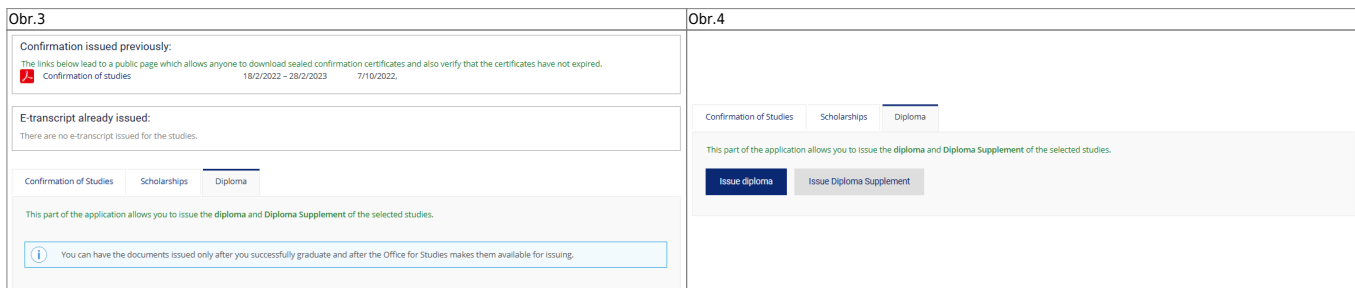 Obr.3
Confirmation issued previously:
The links below lead to a public page which allows anyone to download sealed confirmation certificates and also verify that the certificates have not expired.
Confirmation of studies 18/2/2022 – 28/2/2023 7/10/2022,
E-transcript already issued:
There are no e-transcript issued for the studies.
Confirmation of Studies Scholarships Diploma
This part of the application allows you to issue the diploma and Diploma Supplement of the selected studies.
You can have the documents issued only after you successfully graduate and after the Office for Studies makes them available for issuing.
Obr.4
Confirmation of Studies Scholarships Diploma
This part of the application allows you to issue the diploma and Diploma Supplement of the selected studies.
Issue diploma Issue Diploma Supplement